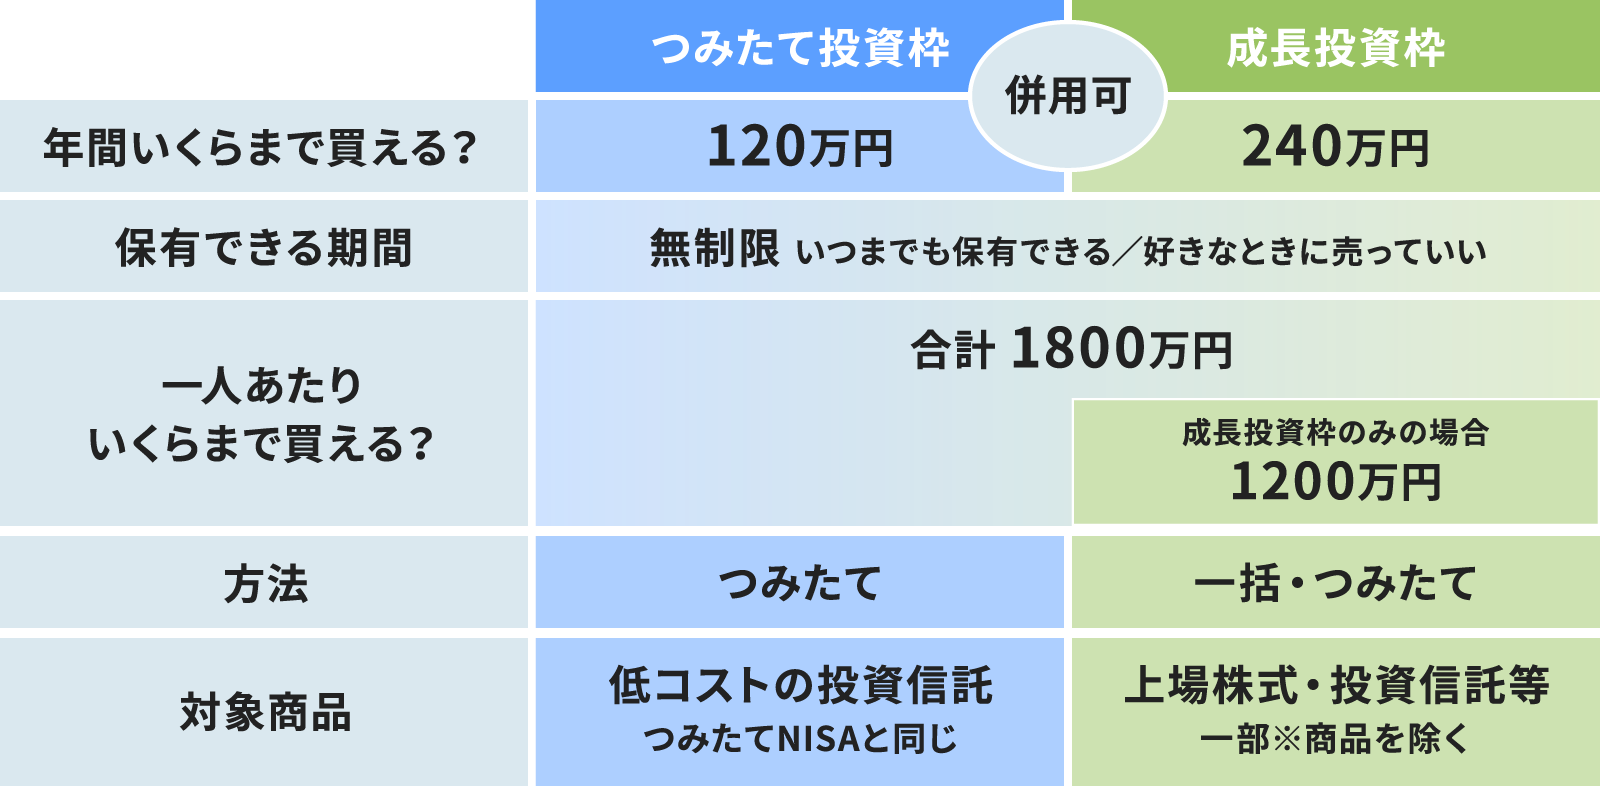 つみたて投資枠
併用可
成長投資枠
年間いくらまで買える？
120万円
240万円
保有できる期間
無制限 いつまでも保有できる／好きなときに売っていい
一人あたり
いくらまで買える？
合計 1800万円
成長投資枠のみの場合
1200万円
方法
つみたて
一括・つみたて
対象商品
低コストの投資信託
つみたてNISAと同じ
上場株式・投資信託等
一部※商品を除く